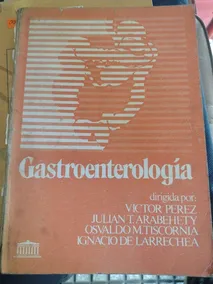 Gastroenterología
dirigida por:
VICTOR PEREZ
JULIAN T. ARABEHETY
OSVALDO M. TISCORNIA
IGNACIO DE LARRECHEA